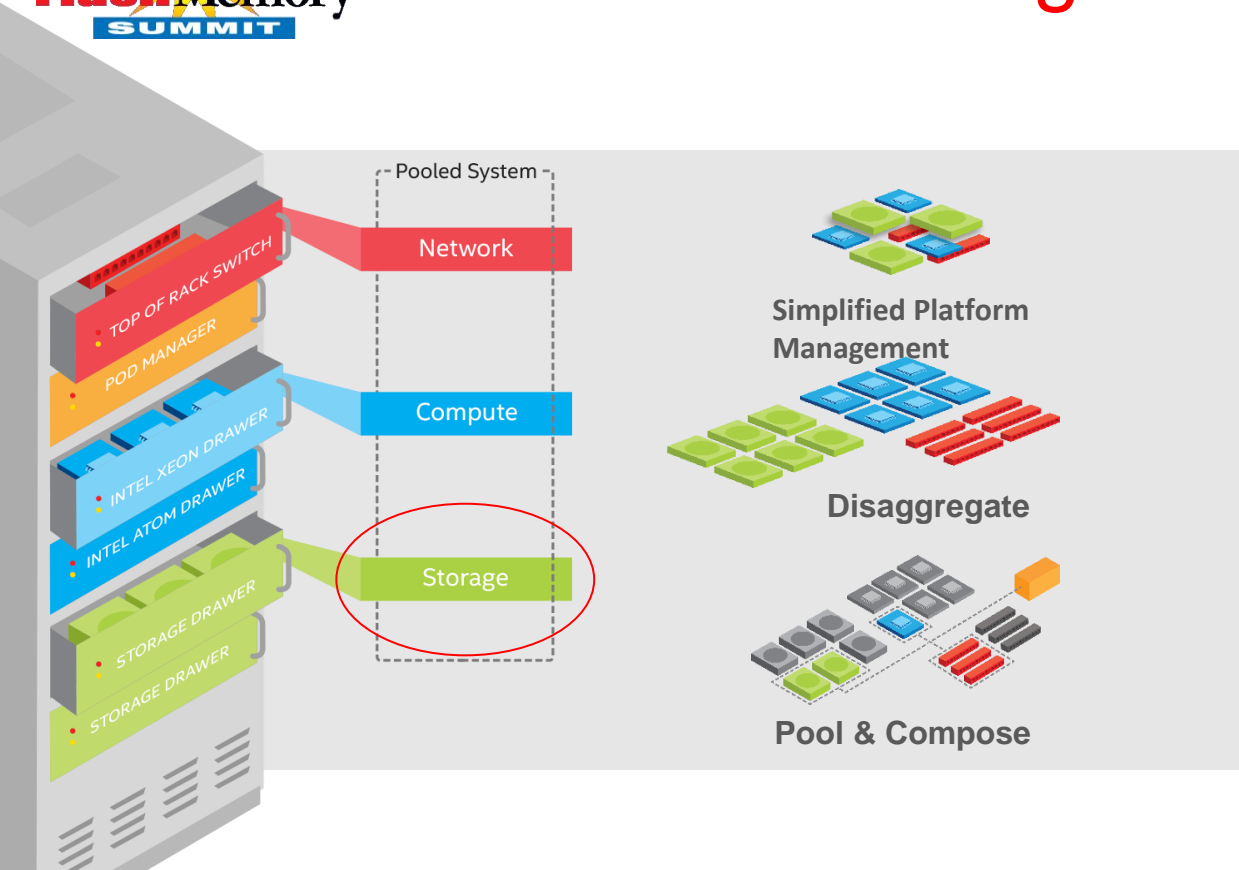 Memory
SUMMIT
Pooled System
Network
Compute
Storage
TOP OF RACK SWITCH
POD MANAGER
INTEL XEON DRAWER
INTEL ATOM DRAWER
STORAGE DRAWER
STORAGE DRAWER
Simplified Platform
Management
Disaggregate
Pool & Compose